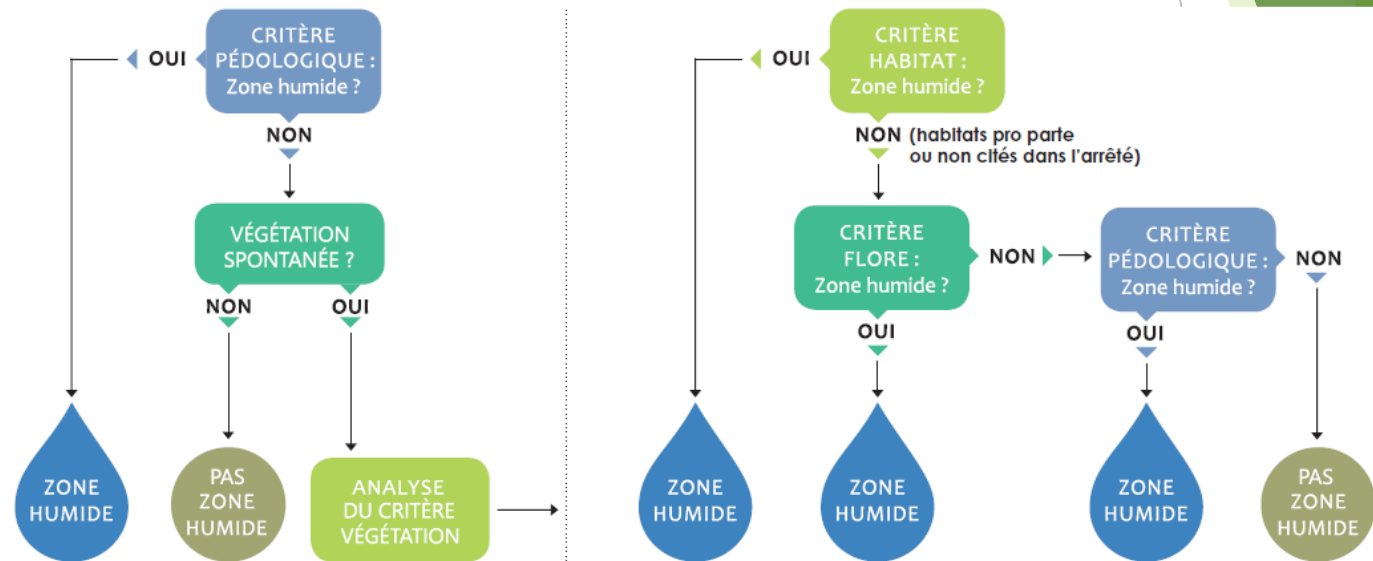 CRITÈRE
PÉDOLOGIQUE :
Zone humide ?
OUI
NON
VÉGÉTATION
SPONTANÉE ?
NON
OUI
ZONE
HUMIDE
PAS
ZONE
HUMIDE
ANALYSE
DU CRITÈRE
VÉGÉTATION
CRITÈRE
HABITAT :
Zone humide ?
OUI
NON (habitats pro parte
ou non cités dans l'arrêté)
CRITÈRE
FLORE :
Zone humide ?
NON
OUI
CRITÈRE
PÉDOLOGIQUE :
Zone humide ?
NON
OUI
ZONE
HUMIDE
ZONE
HUMIDE
ZONE
HUMIDE
PAS
ZONE
HUMIDE